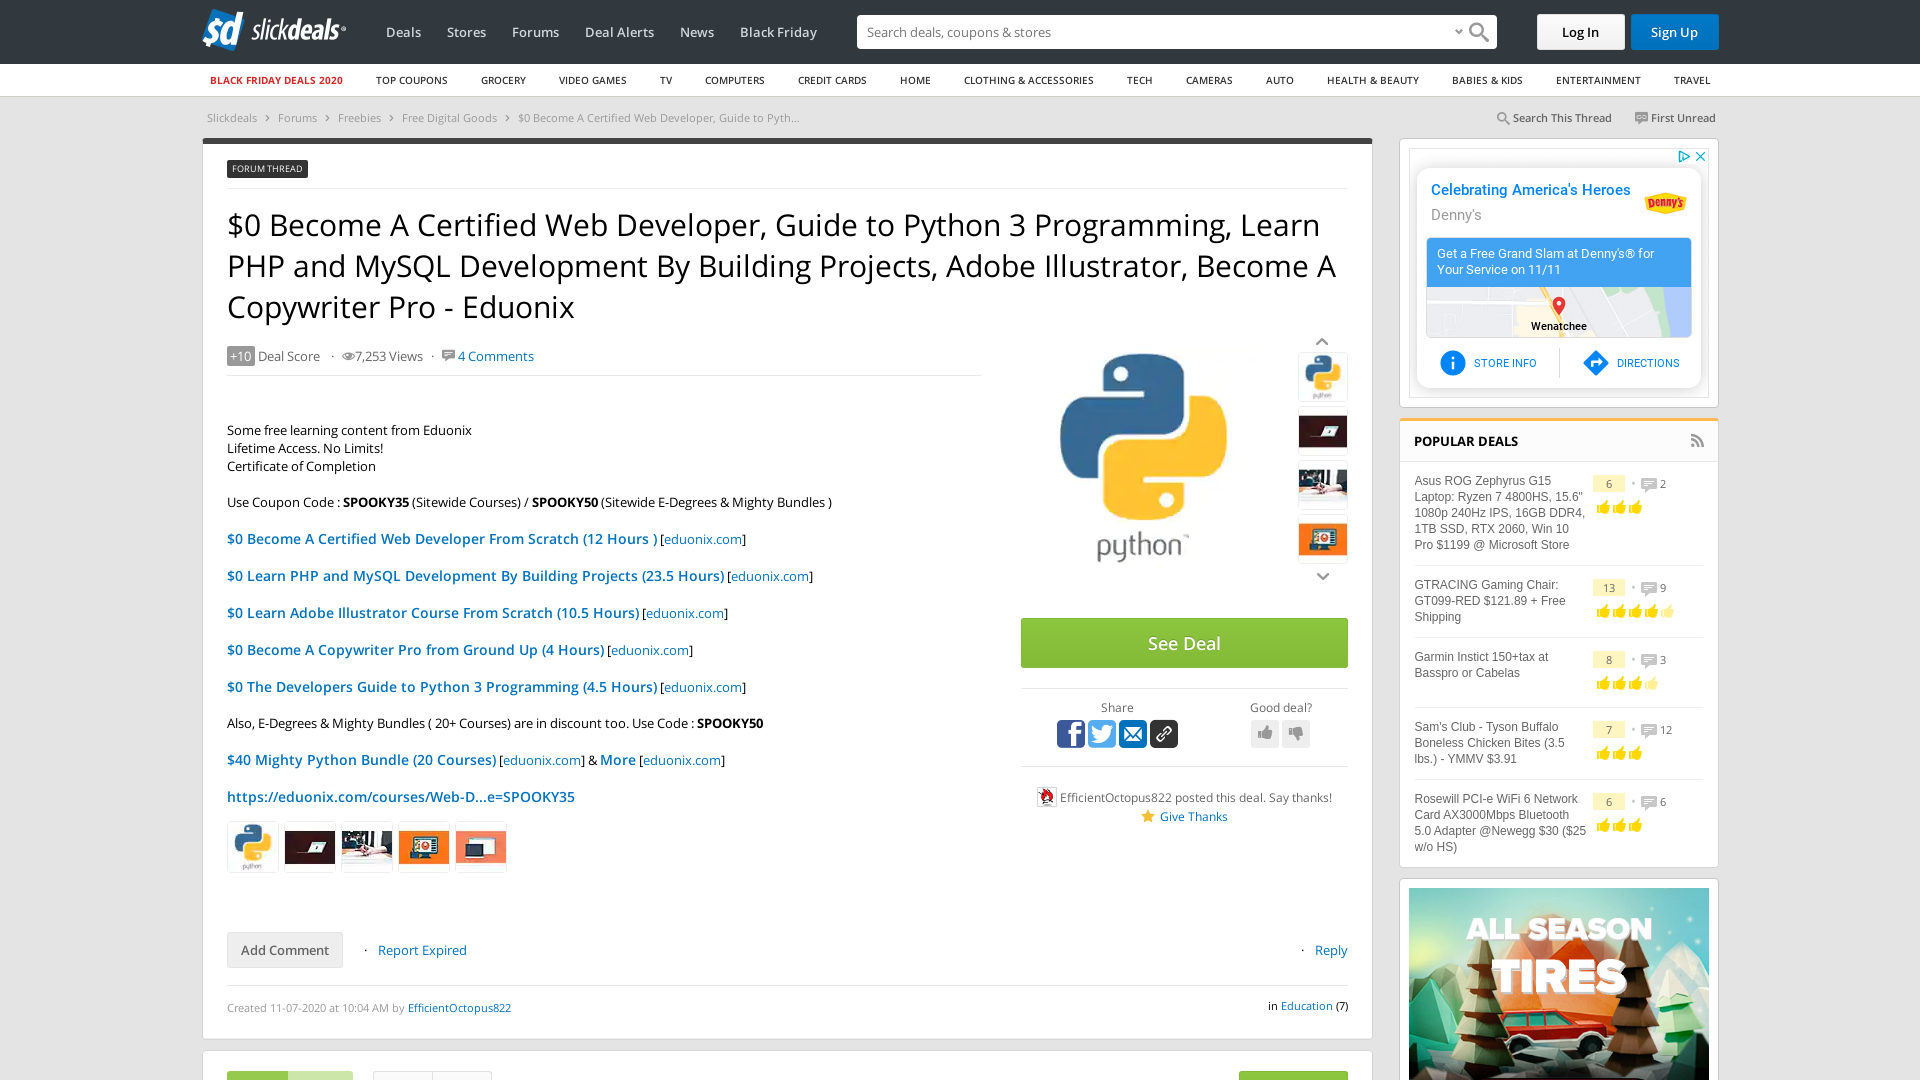 slickdeals
Deals
Stores
Forums
Deal Alerts
News
Black Friday
Search deals, coupons & stores
Log In
Sign Up
BLACK FRIDAY DEALS 2020
TOP COUPONS
GROCERY
VIDEO GAMES
TV
COMPUTERS
CREDIT CARDS
HOME
CLOTHING & ACCESSORIES
TECH
CAMERAS
AUTO
HEALTH & BEAUTY
BABIES & KIDS
ENTERTAINMENT
TRAVEL
Slickdeals > Forums > Freebies > Free Digital Goods > $0 Become A Certified Web Developer, Guide to Pyth...
Search This Thread
First Unread
FORUM THREAD
$0 Become A Certified Web Developer, Guide to Python 3 Programming, Learn
PHP and MySQL Development By Building Projects, Adobe Illustrator, Become A
Copywriter Pro - Eduonix
+10 Deal Score · 7,253 Views · 4 Comments
Some free learning content from Eduonix
Lifetime Access. No Limits!
Certificate of Completion
Use Coupon Code : SPOOKY35 (Sitewide Courses) / SPOOKY50 (Sitewide E-Degrees & Mighty Bundles )
$0 Become A Certified Web Developer From Scratch (12 Hours ) [eduonix.com]
$0 Learn PHP and MySQL Development By Building Projects (23.5 Hours) [eduonix.com]
$0 Learn Adobe Illustrator Course From Scratch (10.5 Hours) [eduonix.com]
$0 Become A Copywriter Pro from Ground Up (4 Hours) [eduonix.com]
$0 The Developers Guide to Python 3 Programming (4.5 Hours) [eduonix.com]
Also, E-Degrees & Mighty Bundles ( 20+ Courses) are in discount too. Use Code : SPOOKY50
$40 Mighty Python Bundle (20 Courses) [eduonix.com] & More [eduonix.com]
https://eduonix.com/courses/Web-D...e=SPOOKY35
python
python
python
See Deal
Share
Good deal?
EfficientOctopus822 posted this deal. Say thanks!
Give Thanks
Add Comment
· Report Expired
· Reply
Created 11-07-2020 at 10:04 AM by EfficientOctopus822
in Education (7)
Celebrating America's Heroes
Denny's
Denny's
Get a Free Grand Slam at Denny's® for
Your Service on 11/11
Wenatchee
STORE INFO
DIRECTIONS
POPULAR DEALS
Asus ROG Zephyrus G15
Laptop: Ryzen 7 4800HS, 15.6"
1080p 240Hz IPS, 16GB DDR4,
1TB SSD, RTX 2060, Win 10
Pro $1199 @ Microsoft Store
6 • 2
GTRACING Gaming Chair:
GT099-RED $121.89 + Free
Shipping
13 • 9
Garmin Instict 150+tax at
Basspro or Cabelas
8 • 3
Sam's Club - Tyson Buffalo
Boneless Chicken Bites (3.5
lbs.) - YMMV $3.91
7 • 12
Rosewill PCI-e WiFi 6 Network
Card AX3000Mbps Bluetooth
5.0 Adapter @Newegg $30 ($25
w/o HS)
6 • 6
ALL SEASON
TIRES